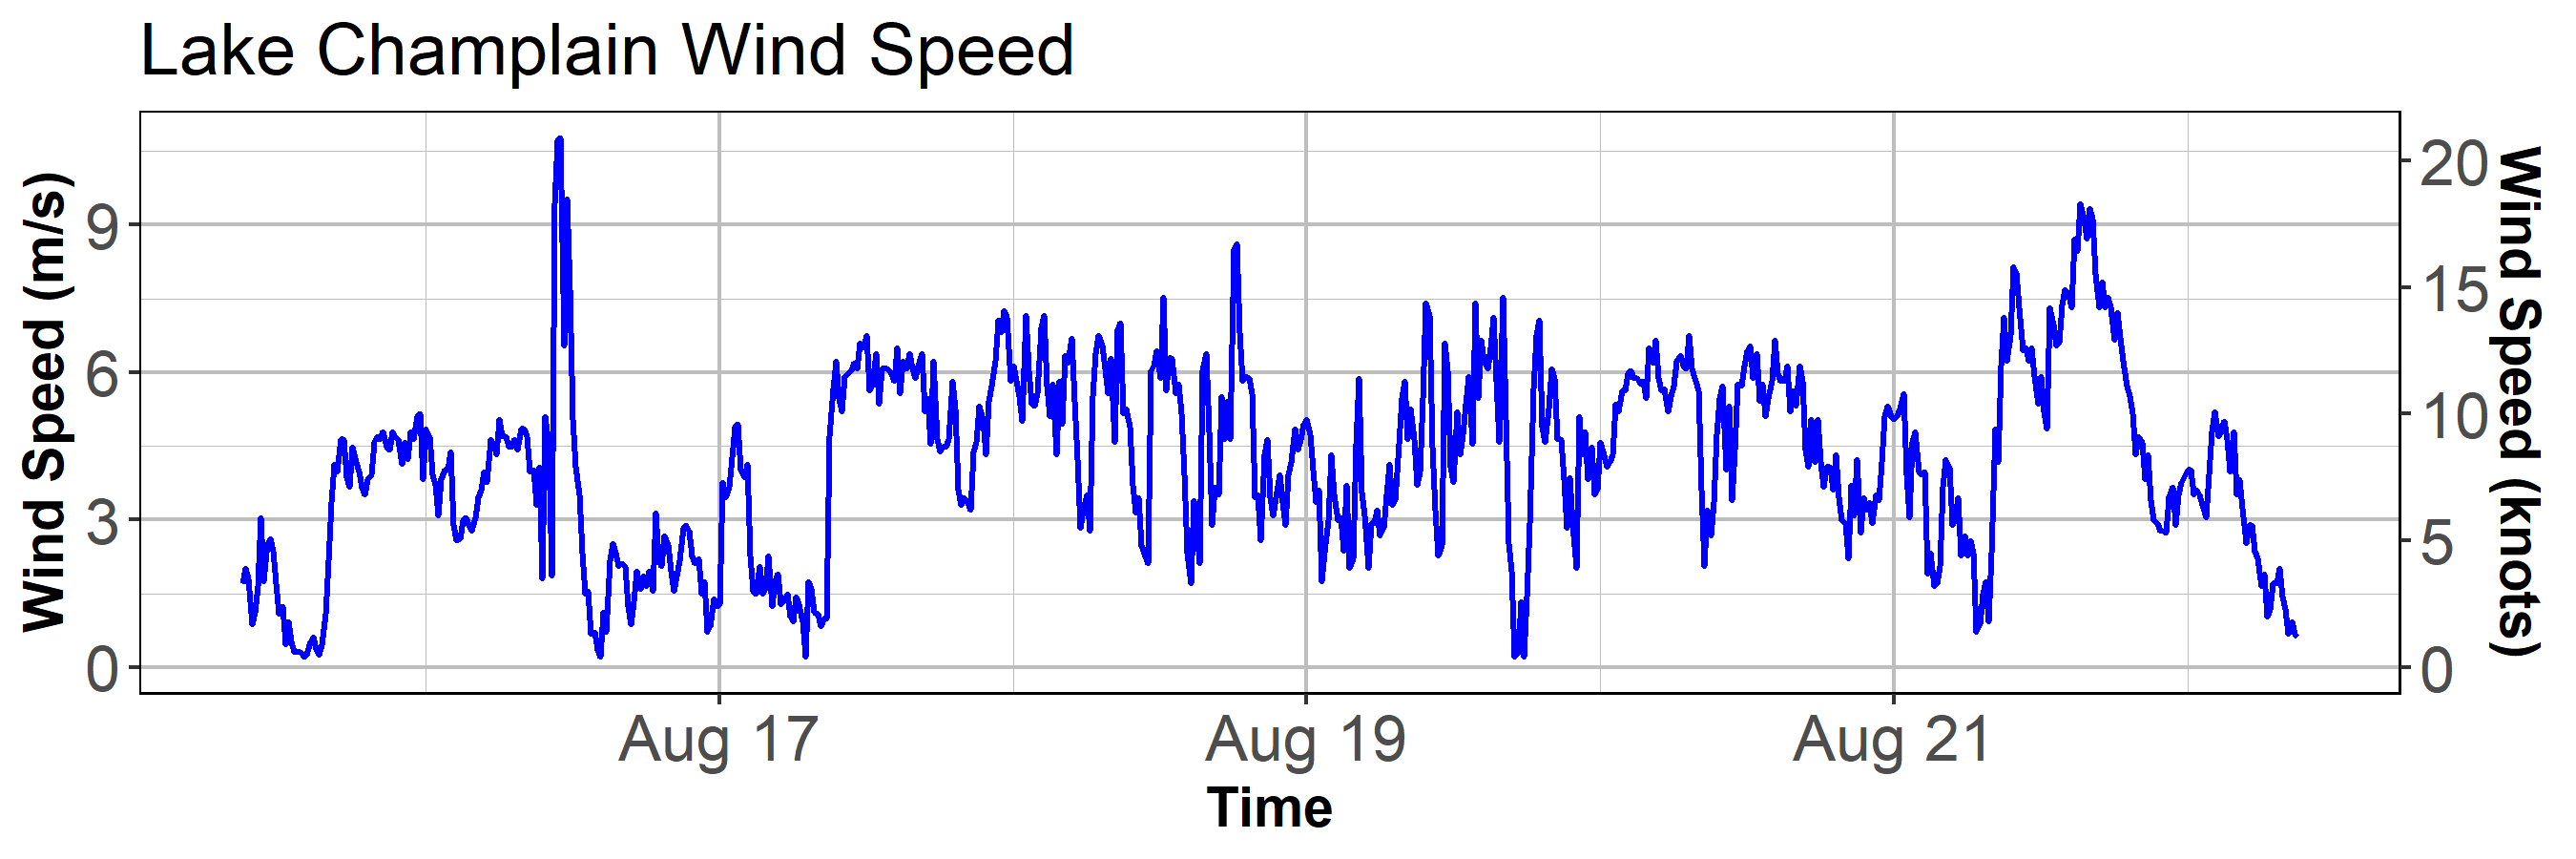 Lake Champlain Wind Speed
Wind Speed (m/s)
9
6
3
0
20
15
10
5
0
Wind Speed (knots)
Aug 17
Aug 19
Aug 21
Time